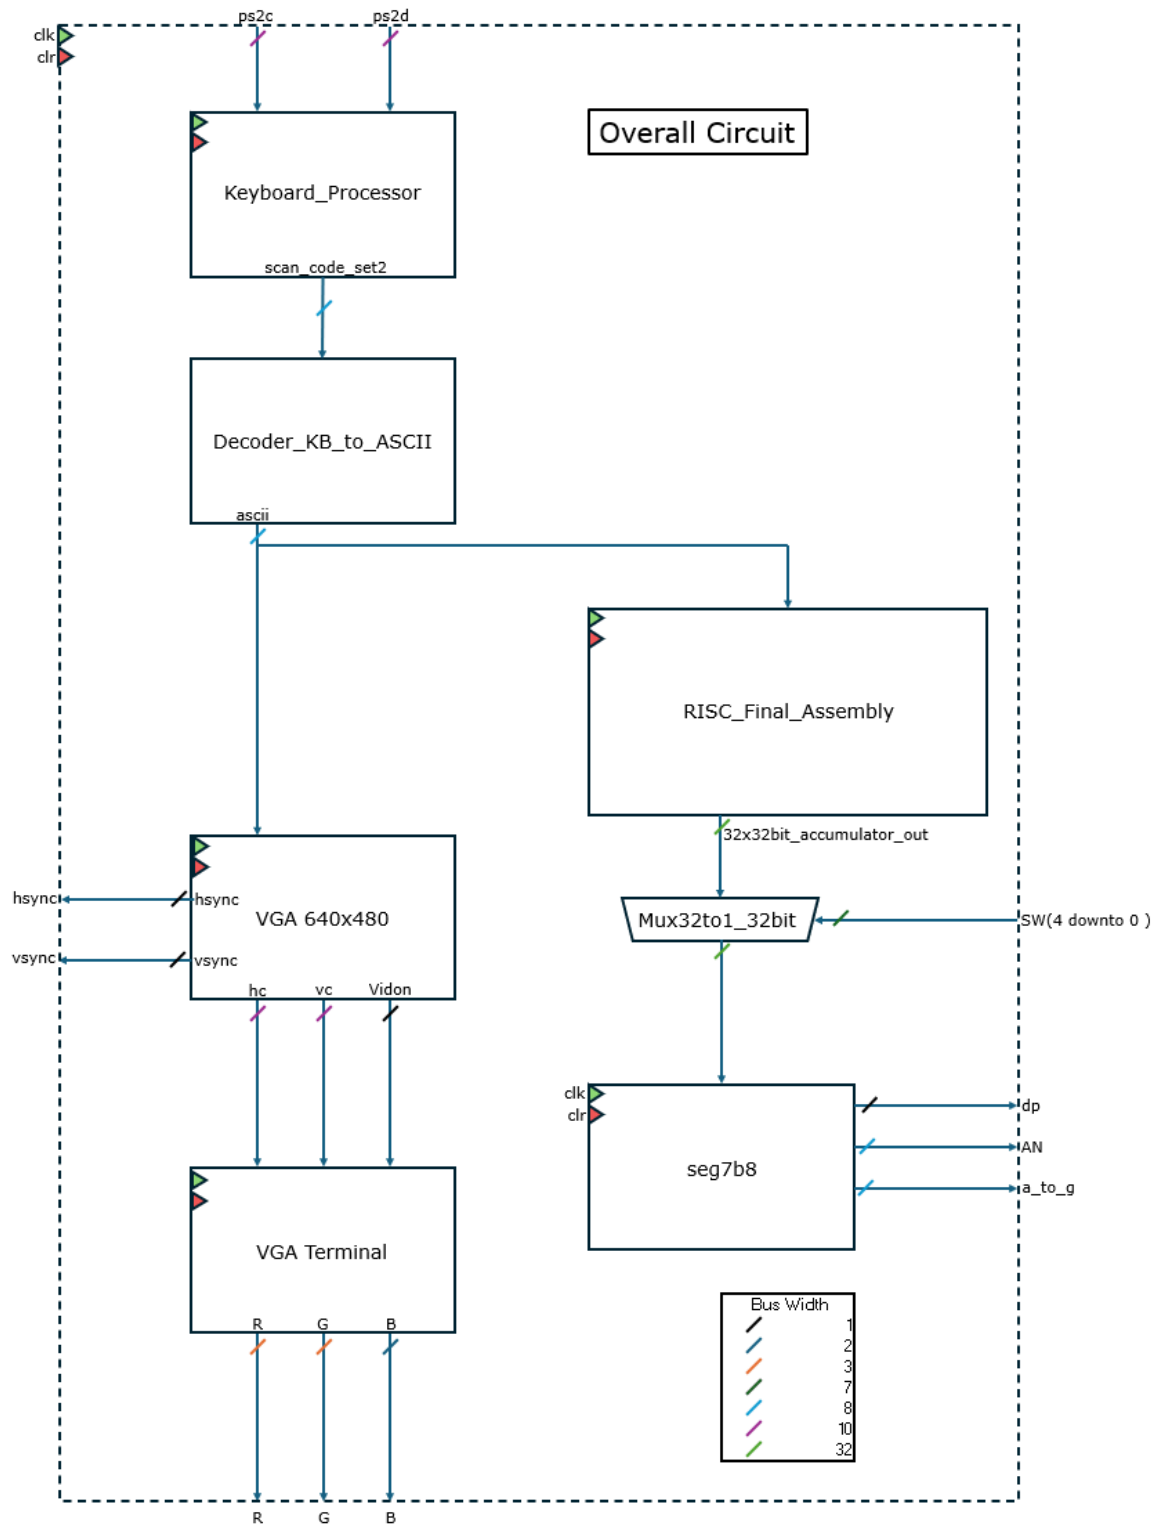 ps2c
ps2d
clk
clr
Overall Circuit
Keyboard_Processor
scan_code_set2
Decoder_KB_to_ASCII
ascii
RISC_Final_Assembly
32x32bit_accumulator_out
hsync
hsync
VGA 640x480
Mux32to1_32bit
SW(4 downto 0 )
vsync
vsync
hc
vc
Vidon
clk
clr
dp
AN
seg7b8
a_to_g
VGA Terminal
R
G
B
Bus Width
1
2
3
7
8
10
32
R
G
B